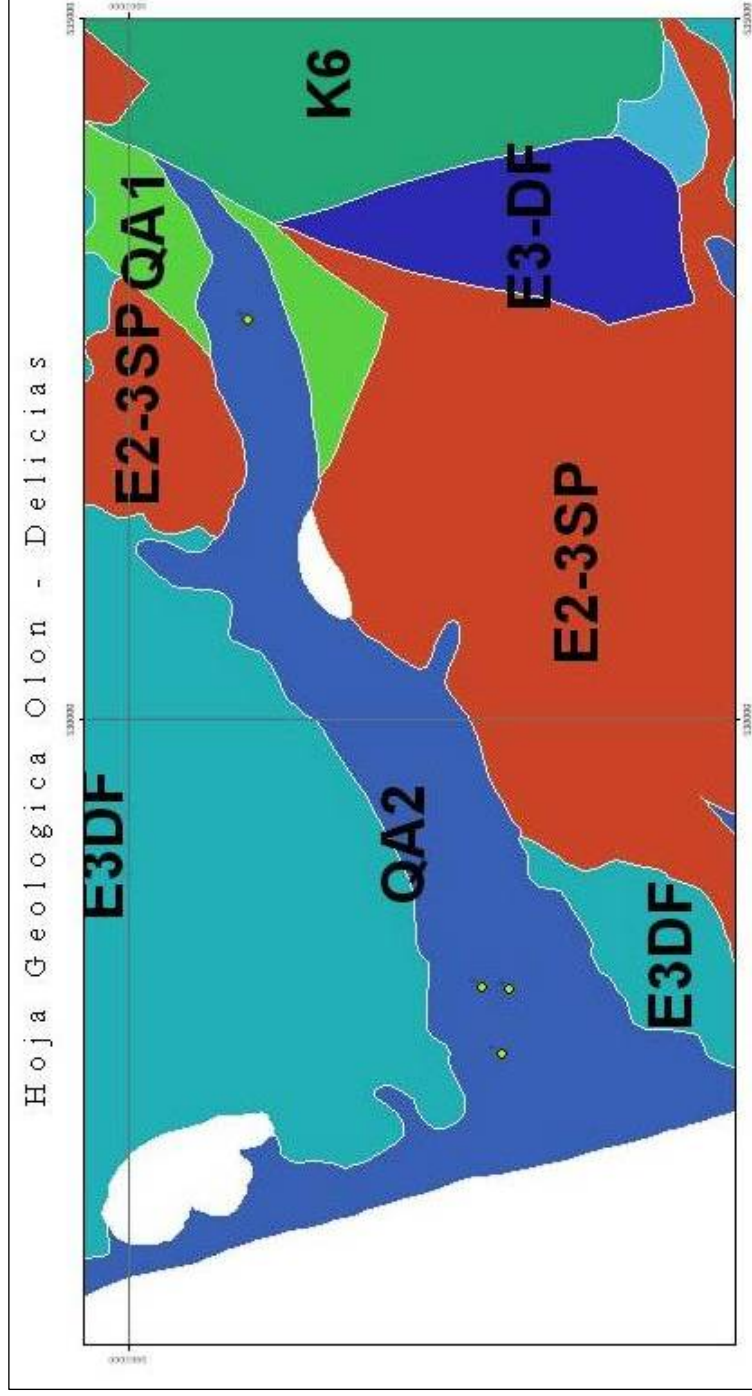 Hoja Geologica Olon - Delicias
E3DF
E2-3SP
QA1
K6
QA2
E3-DF
E2-3SP
E3DF